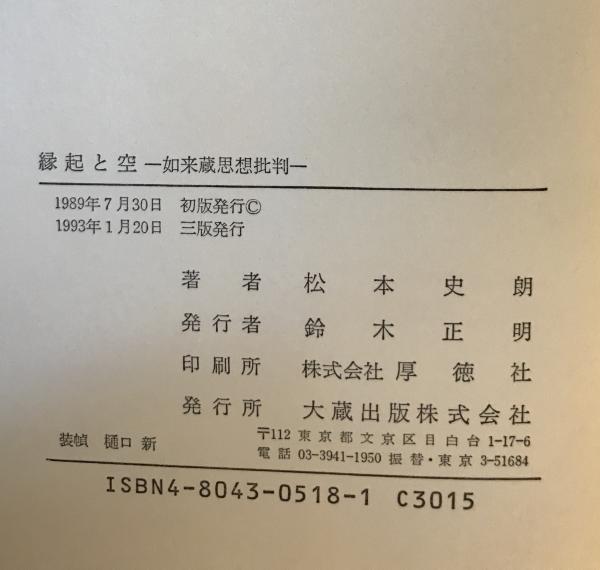 縁起と空―如来蔵思想批判―
1989年7月30日 初版発行Ⓒ
1993年1月20日 三版発行
著者 松本史朗
発行者 鈴木正明
印刷所 株式会社厚徳社
発行所 大蔵出版株式会社
〒112 東京都文京区目白台1-17-6
装幀 樋口新 電話 03-3941-1950 振替・東京 3-51684
ISBN4-8043-0518-1 C3015